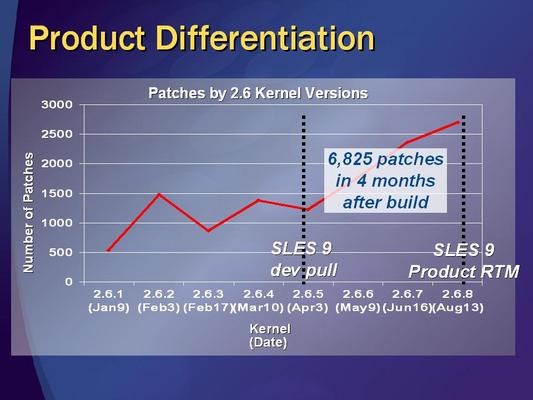 Product Differentiation
Patches by 2.6 Kernel Versions
Number of Patches
3000
2500
2000
1500
1000
500
0
6,825 patches
in 4 months
after build
SLES 9
dev pull
SLES 9
Product RTM
2.6.1 2.6.2 2.6.3 2.6.4 2.6.5 2.6.6 2.6.7 2.6.8
(Jan9) (Feb3) (Feb17) (Mar10) (Apr3) (May9) (Jun16) (Aug13)
Kernel
(Date)